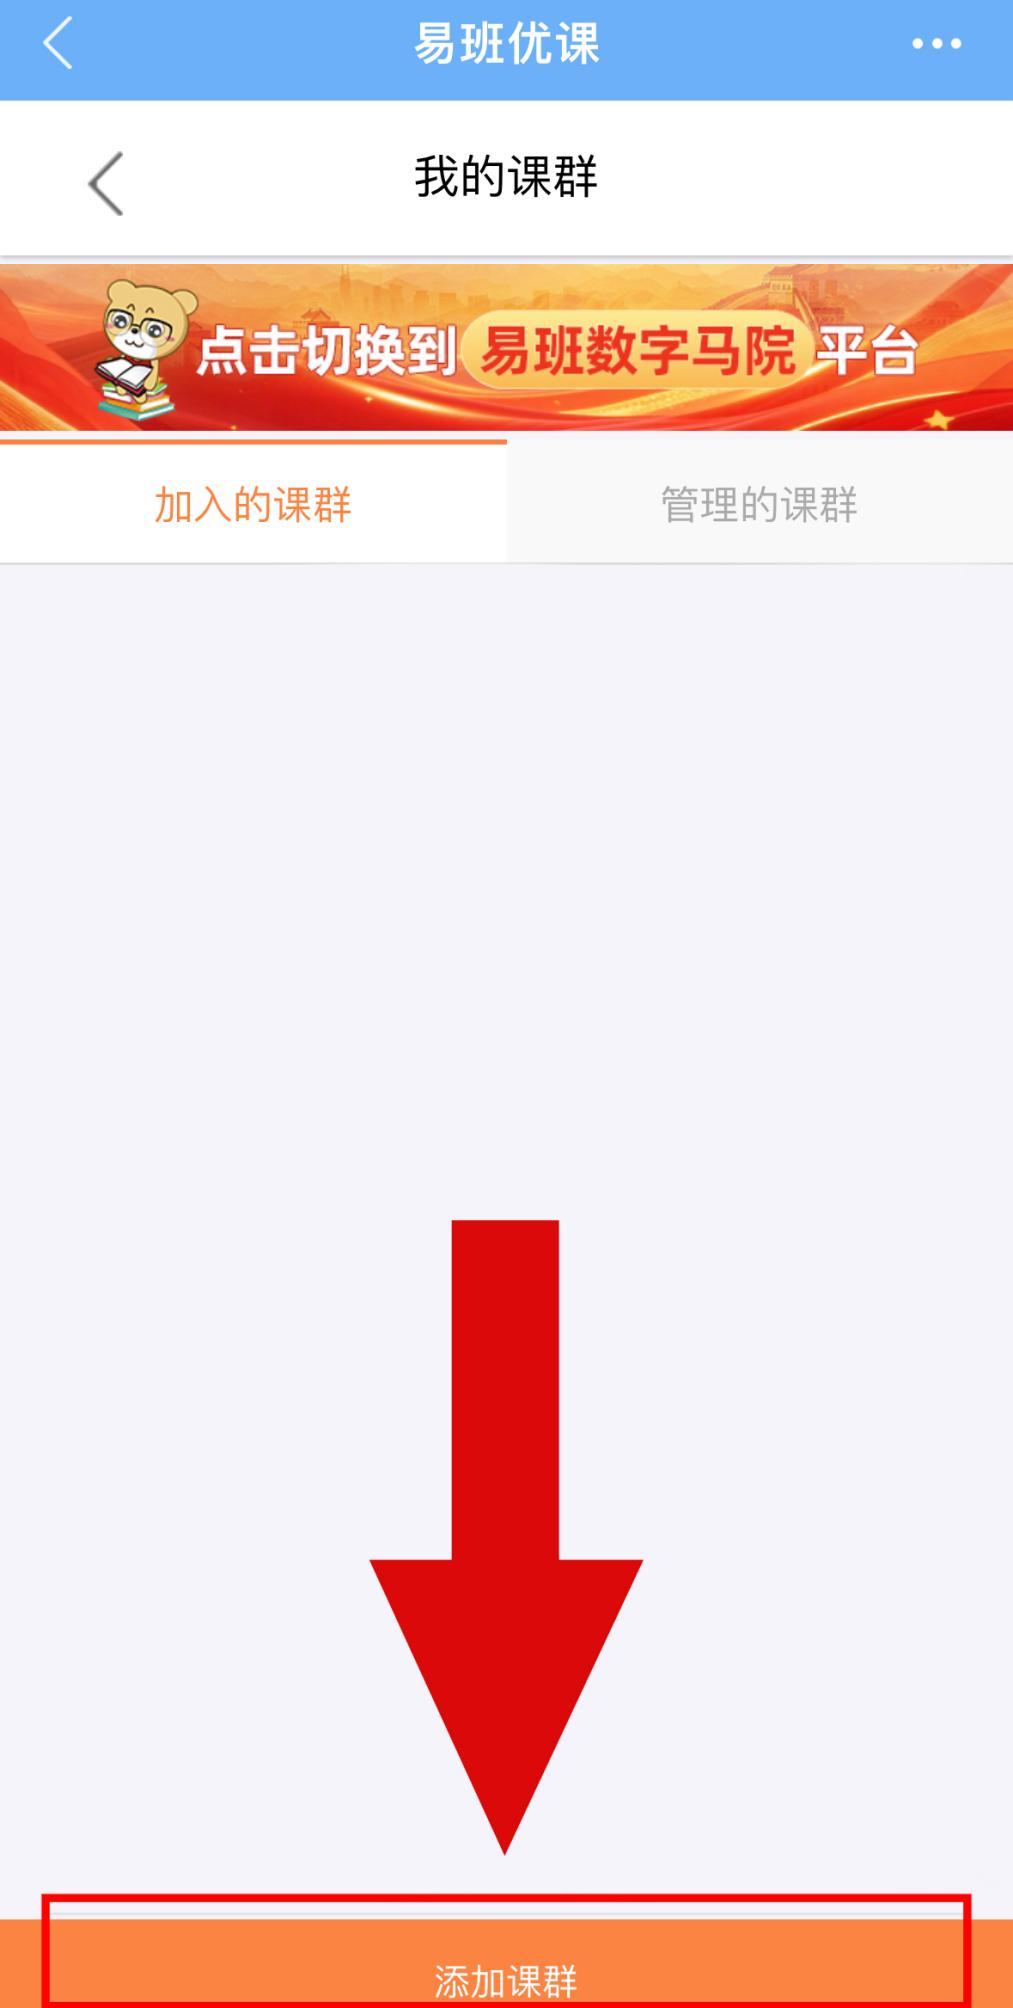 易班优课
我的课群
点击切换到易班数字马院平台
加入的课群 管理的课群
添加课群